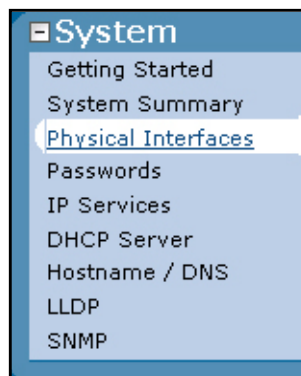 System
Getting Started
System Summary
Physical Interfaces
Passwords
IP Services
DHCP Server
Hostname / DNS
LLDP
SNMP